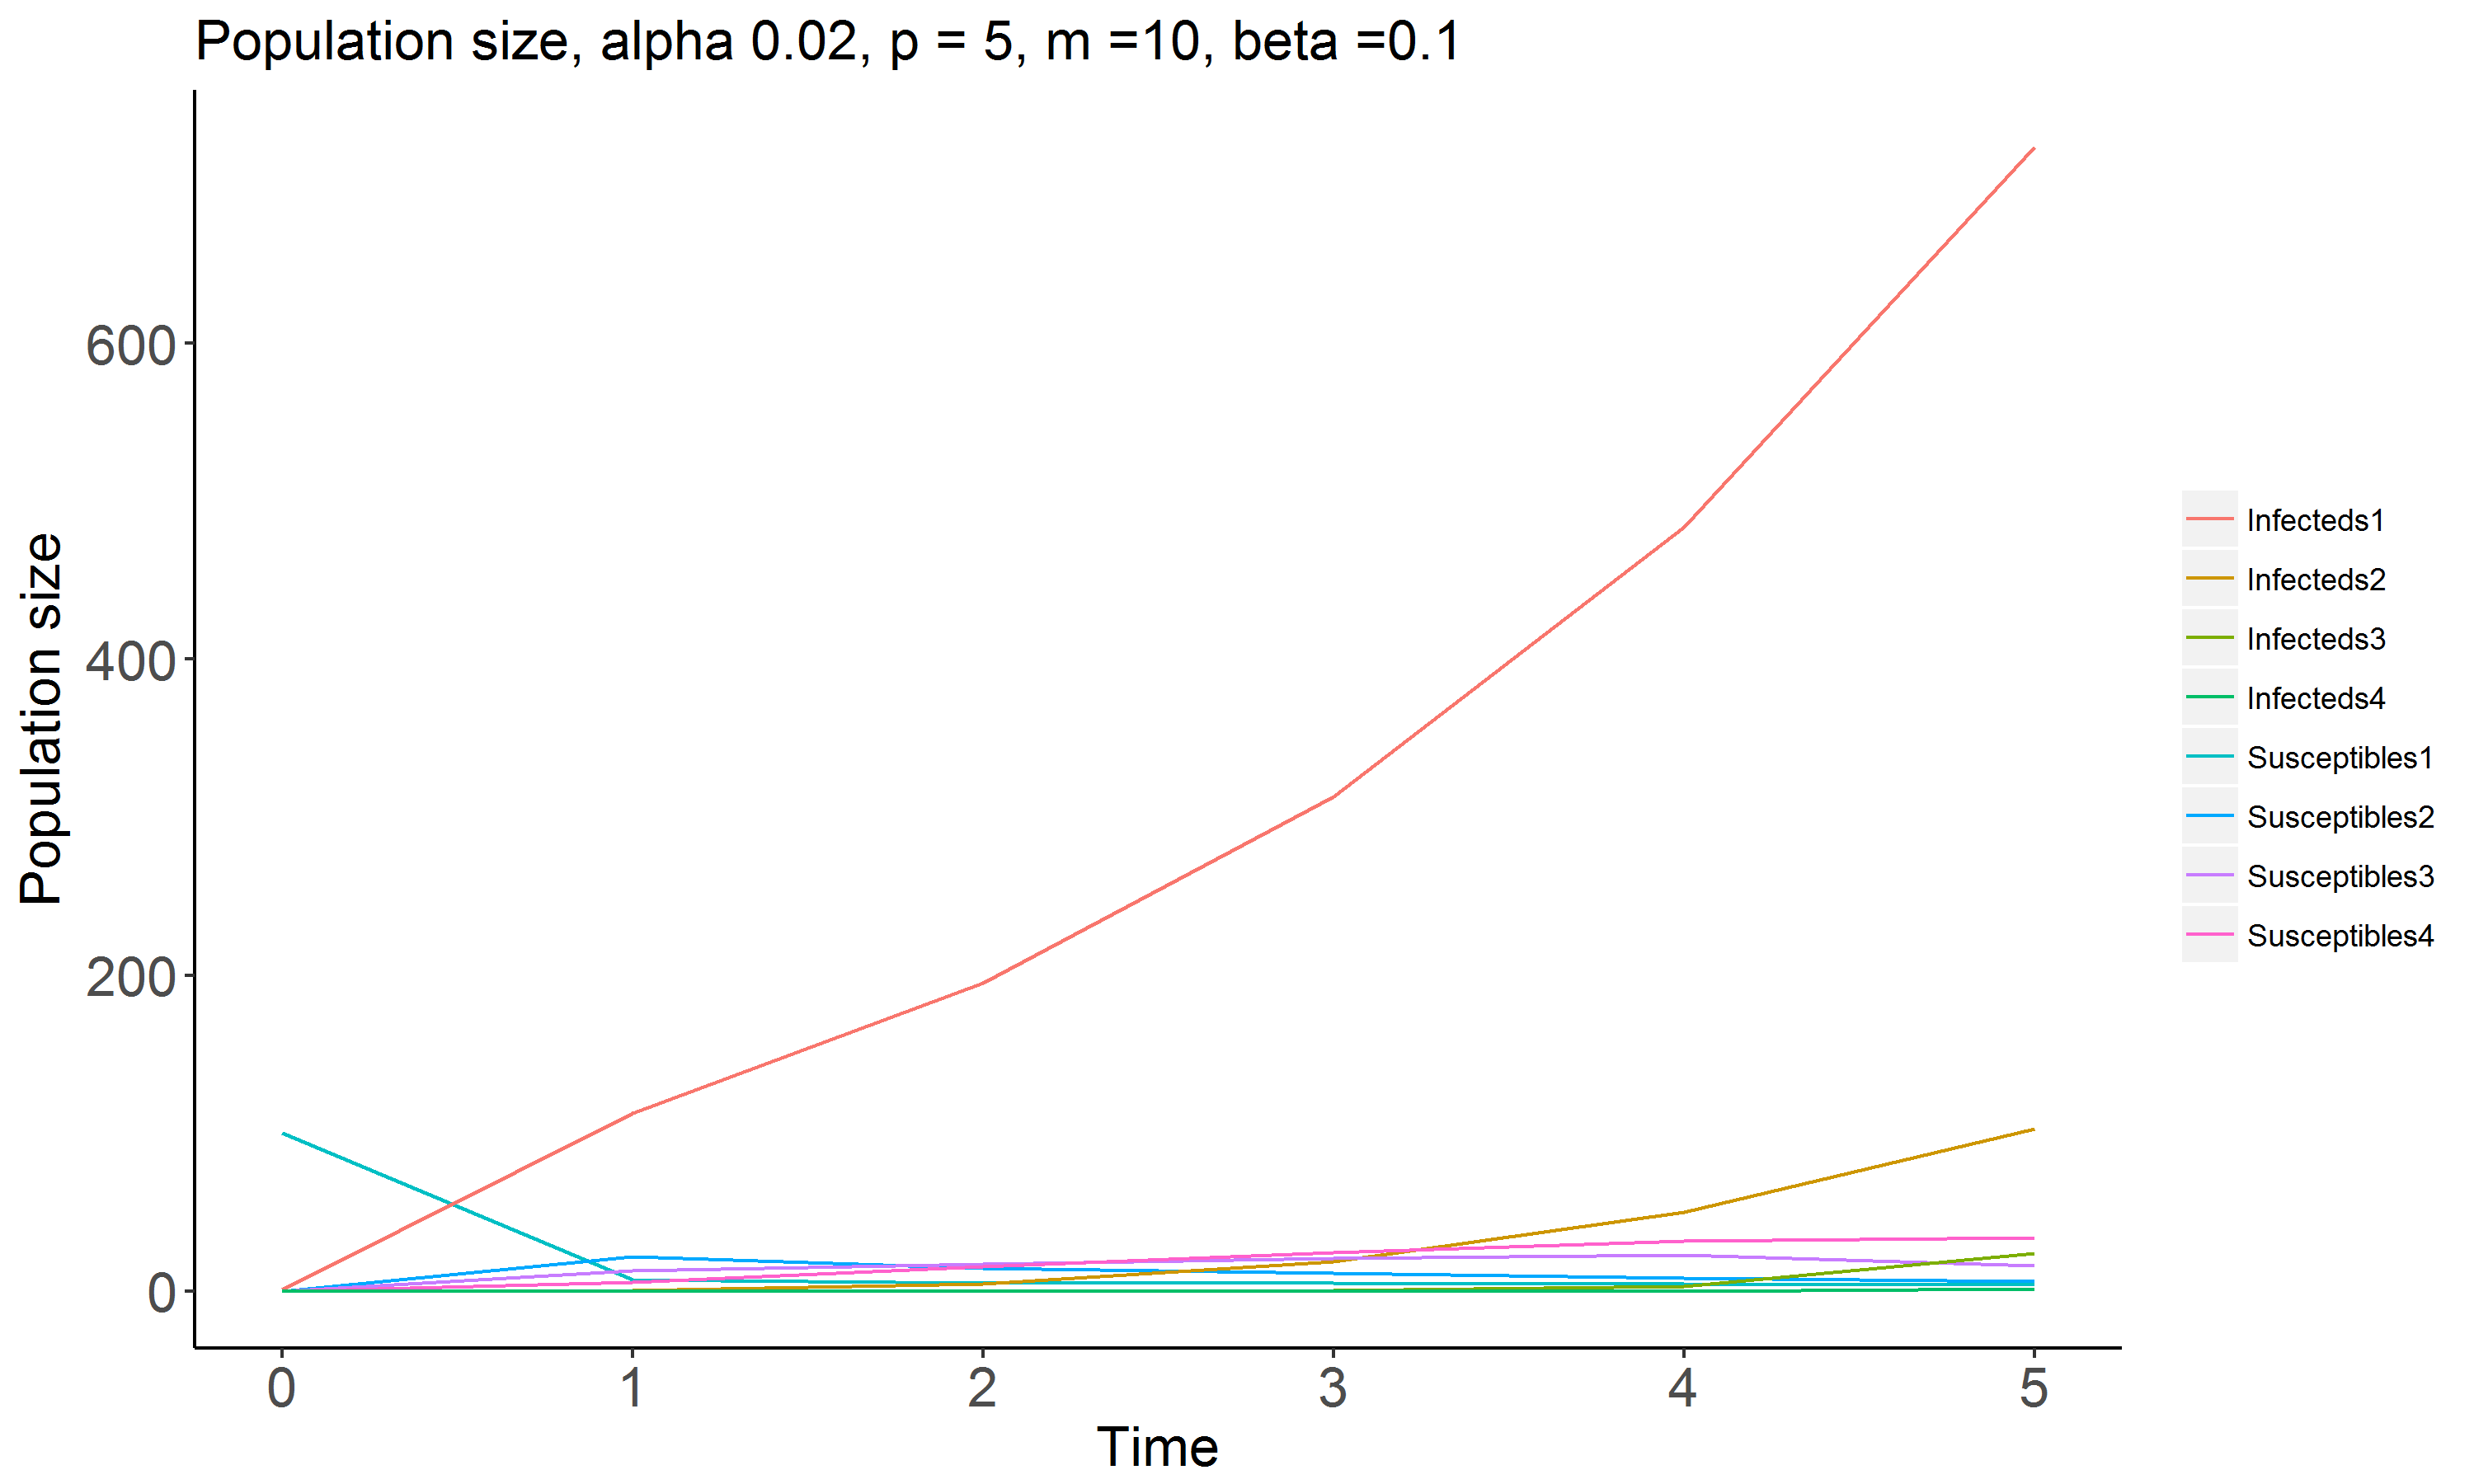 Population size, alpha 0.02, p = 5, m =10, beta =0.1
Population size
600
400
200
0
0 1 2 3 4 5
Time
Infecteds1
Infecteds2
Infecteds3
Infecteds4
Susceptibles1
Susceptibles2
Susceptibles3
Susceptibles4